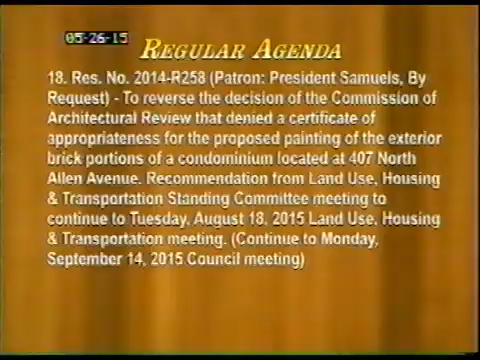 05-26-15
REGULAR AGENDA
18. Res. No. 2014-R258 (Patron: President Samuels, By
Request) - To reverse the decision of the Commission of
Architectural Review that denied a certificate of
appropriateness for the proposed painting of the exterior
brick portions of a condominium located at 407 North
Allen Avenue. Recommendation from Land Use, Housing
& Transportation Standing Committee meeting to
continue to Tuesday, August 18, 2015 Land Use, Housing
& Transportation meeting. (Continue to Monday,
September 14, 2015 Council meeting)